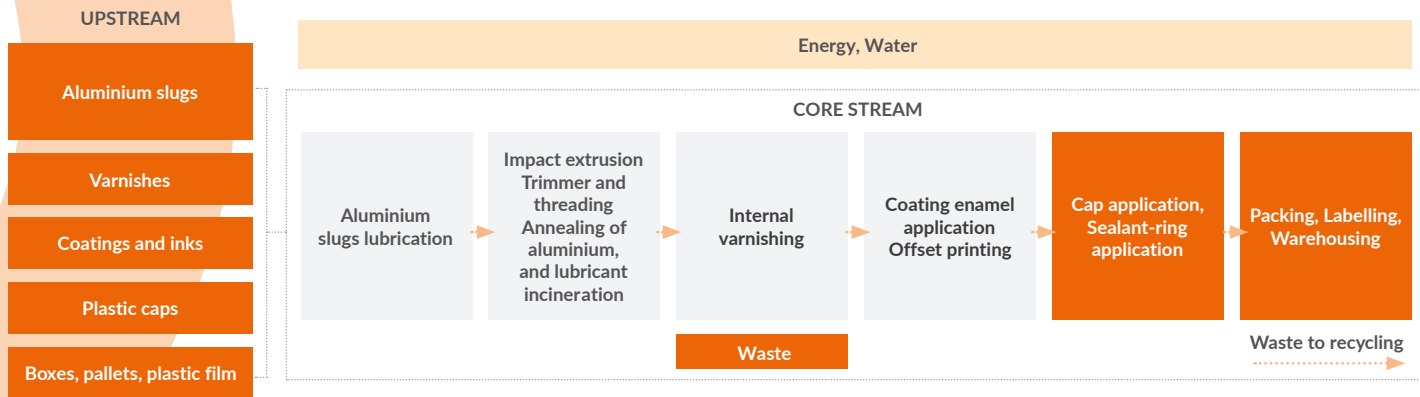 UPSTREAM
Aluminium slugs
Varnishes
Coatings and inks
Plastic caps
Boxes, pallets, plastic film
Energy, Water
CORE STREAM
Aluminium
slugs lubrication
Impact extrusion
Trimmer and
threading
Annealing of
aluminium,
and lubricant
incineration
Internal
varnishing
Coating enamel
application
Offset printing
Cap application,
Sealant-ring
application
Packing, Labelling,
Warehousing
Waste
Waste to recycling